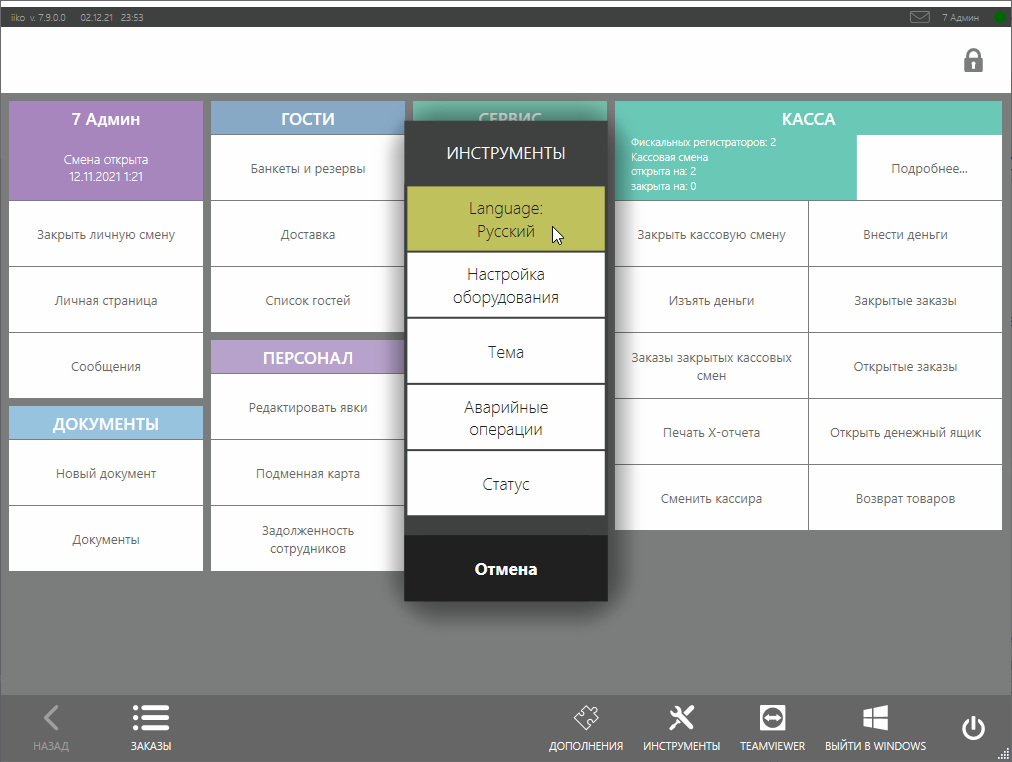 iiko v. 7.9.0.0 02.12.21 23:53
7 Админ
7 Админ
Смена открыта
12.11.2021 1:21
Закрыть личную смену
Личная страница
Сообщения
ДОКУМЕНТЫ
Новый документ
Документы
ГОСТИ
Банкеты и резервы
Доставка
Список гостей
ПЕРСОНАЛ
Редактировать явки
Подменная карта
Задолженность
сотрудников
СЕРВИС
ИНСТРУМЕНТЫ
Language:
Русский
Настройка
оборудования
Тема
Аварийные
операции
Статус
Отмена
КАССА
Фискальных регистраторов: 2
Кассовая смена
открыта на: 2
закрыта на: 0
Подробнее...
Закрыть кассовую смену
Внести деньги
Изъять деньги
Закрытые заказы
Заказы закрытых кассовых
смен
Открытые заказы
Печать X-отчета
Открыть денежный ящик
Сменить кассира
Возврат товаров
НАЗАД
ЗАКАЗЫ
ДОПОЛНЕНИЯ
ИНСТРУМЕНТЫ
TEAMVIEWER
ВЫЙТИ В WINDOWS